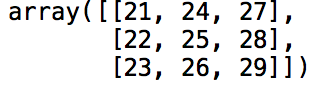 array([[21, 24, 27],
       [22, 25, 28],
       [23, 26, 29]])